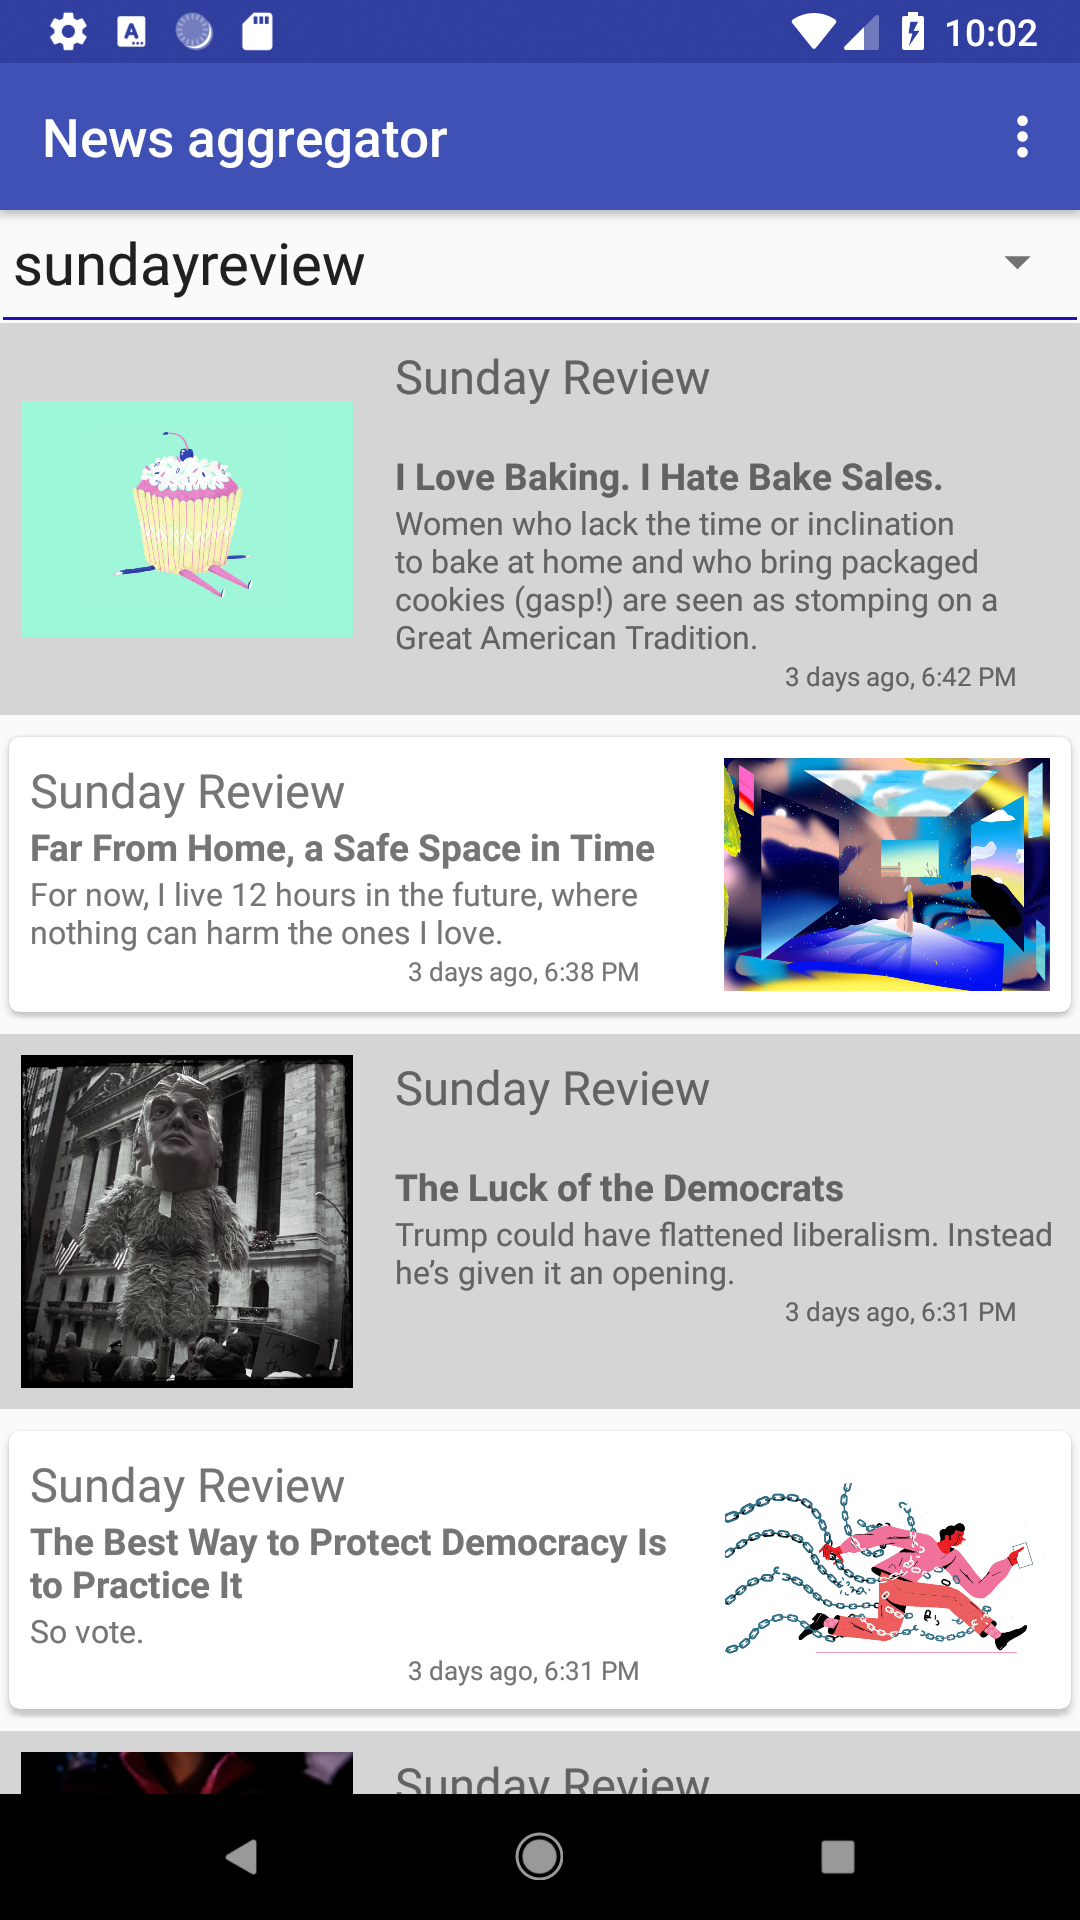 10:02
News aggregator
sundayreview
Sunday Review
I Love Baking. I Hate Bake Sales.
Women who lack the time or inclination
to bake at home and who bring packaged
cookies (gasp!) are seen as stomping on a
Great American Tradition.
3 days ago, 6:42 PM
Sunday Review
Far From Home, a Safe Space in Time
For now, I live 12 hours in the future, where
nothing can harm the ones I love.
3 days ago, 6:38 PM
Sunday Review
The Luck of the Democrats
Trump could have flattened liberalism. Instead
he’s given it an opening.
3 days ago, 6:31 PM
TAX
Sunday Review
The Best Way to Protect Democracy Is
to Practice It
So vote.
3 days ago, 6:31 PM
Sunday Review